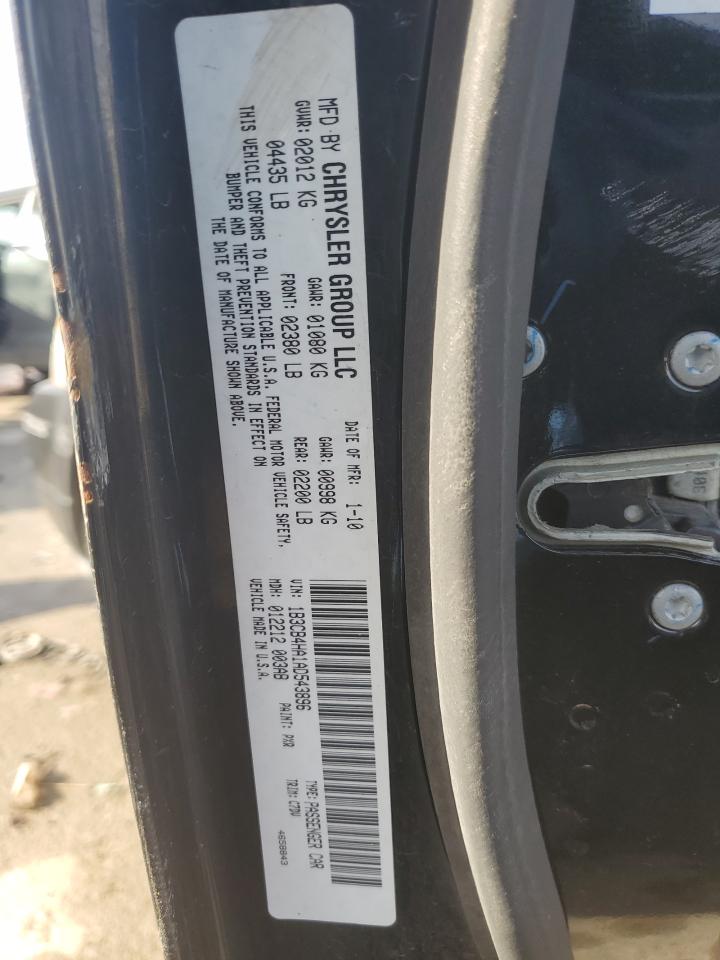 MFD BY CHRYSLER GROUP LLC DATE OF MFR: 1-10
GVWR: 02012 KG GAWR: 01080 KG GAWR: 00998 KG
04435 LB FRONT: 02380 LB REAR: 02200 LB
THIS VEHICLE CONFORMS TO ALL APPLICABLE U.S.A. FEDERAL MOTOR VEHICLE SAFETY,
BUMPER AND THEFT PREVENTION STANDARDS IN EFFECT ON
THE DATE OF MANUFACTURE SHOWN ABOVE.
VIN: 1B3CB4HA1AD543896 TYPE: PASSENGER CAR
MDH: 012212 003AB PAINT: PXR TRIM: C7DV
VEHICLE MADE IN U.S.A. 4658843